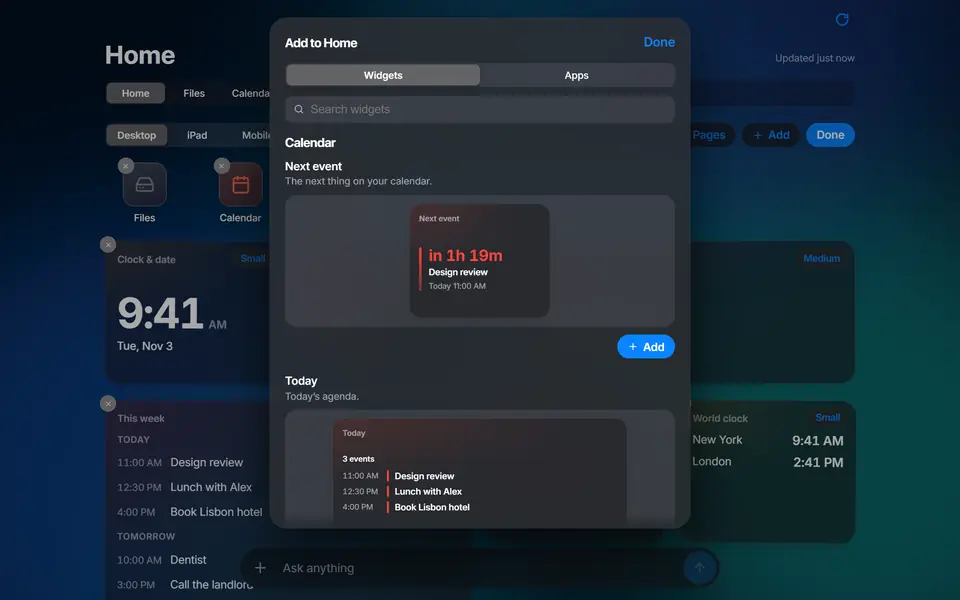 Home
Updated just now
Home Files Calenda
Desktop iPad Mobile
Pages + Add Done
Files Calendar
Clock & date Small
9:41 AM
Tue, Nov 3
Medium
This week
TODAY
11:00 AM Design review
12:30 PM Lunch with Alex
4:00 PM Book Lisbon hotel
TOMORROW
10:00 AM Dentist
3:00 PM Call the landlord
World clock Small
New York 9:41 AM
London 2:41 PM
Add to Home Done
Widgets Apps
Search widgets
Calendar
Next event
The next thing on your calendar.
Next event
in 1h 19m
Design review
Today 11:00 AM
+ Add
Today
Today's agenda.
Today
3 events
11:00 AM Design review
12:30 PM Lunch with Alex
4:00 PM Book Lisbon hotel
+ Ask anything